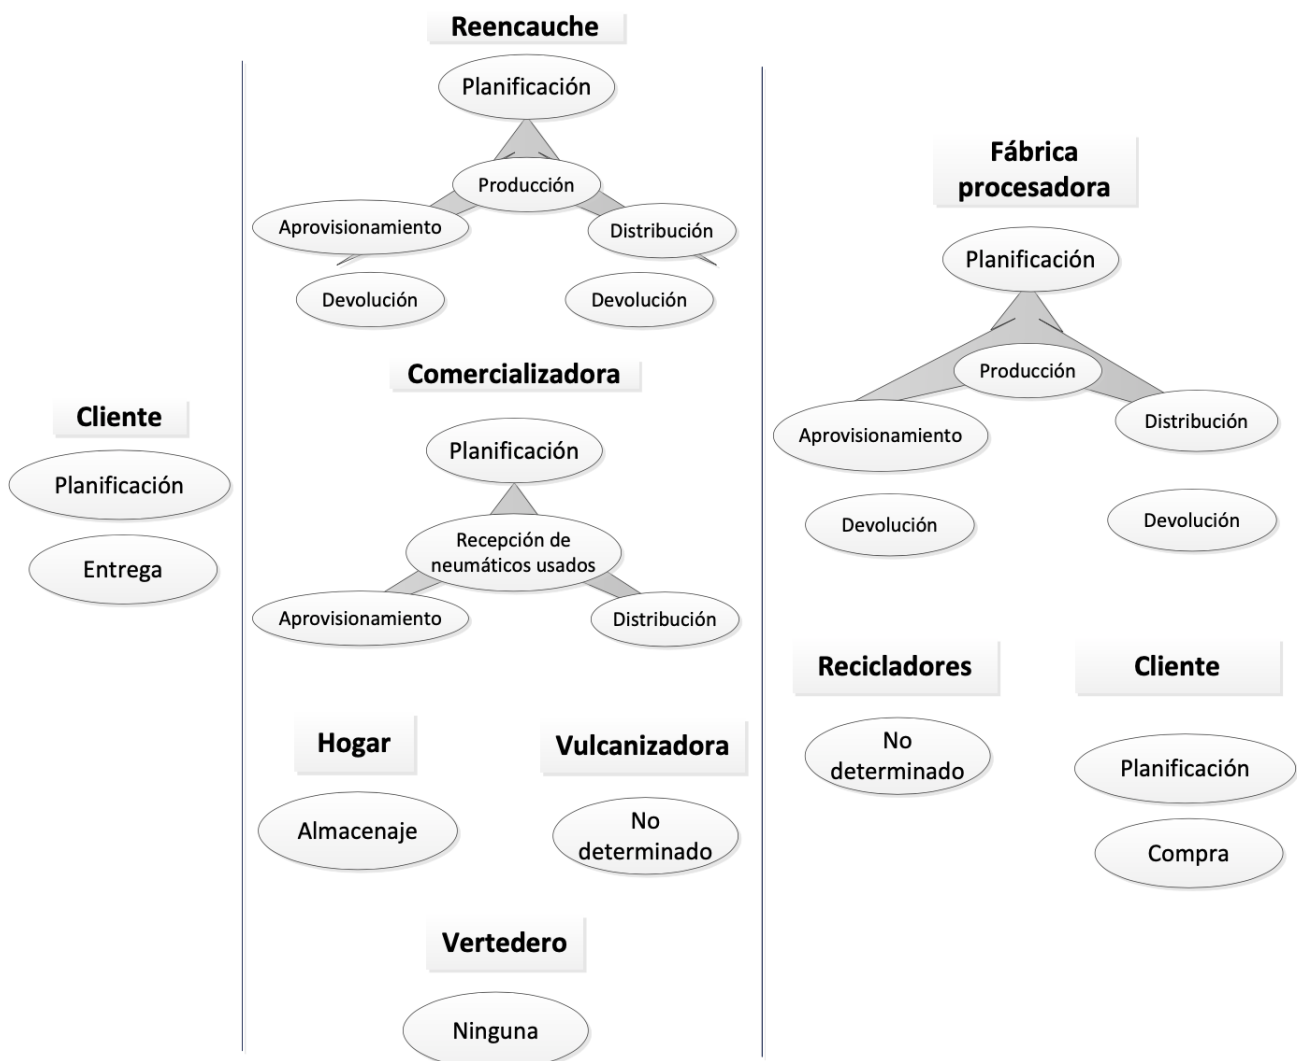 Cliente
Planificación
Entrega
Reencauche
Planificación
Producción
Aprovisionamiento
Distribución
Devolución
Devolución
Comercializadora
Planificación
Recepción de
neumáticos usados
Aprovisionamiento
Distribución
Hogar
Almacenaje
Vulcanizadora
No
determinado
Vertedero
Ninguna
Fábrica
procesadora
Planificación
Producción
Aprovisionamiento
Distribución
Devolución
Devolución
Recicladores
No
determinado
Cliente
Planificación
Compra